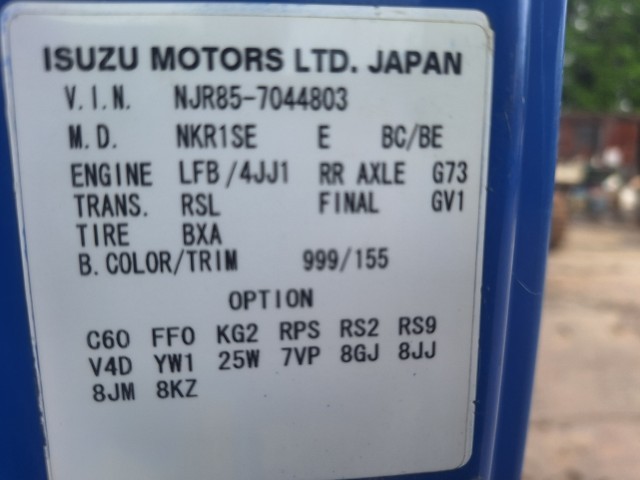 ISUZU MOTORS LTD. JAPAN
V.I.N. NJR85-7044803
M.D. NKR1SE E BC/BE
ENGINE LFB/4JJ1 RR AXLE G73
TRANS. RSL FINAL GV1
TIRE BXA
B.COLOR/TRIM 999/155
OPTION
C60 FF0 KG2 RPS RS2 RS9
V4D YW1 25W 7VP 8GJ 8JJ
8JM 8KZ